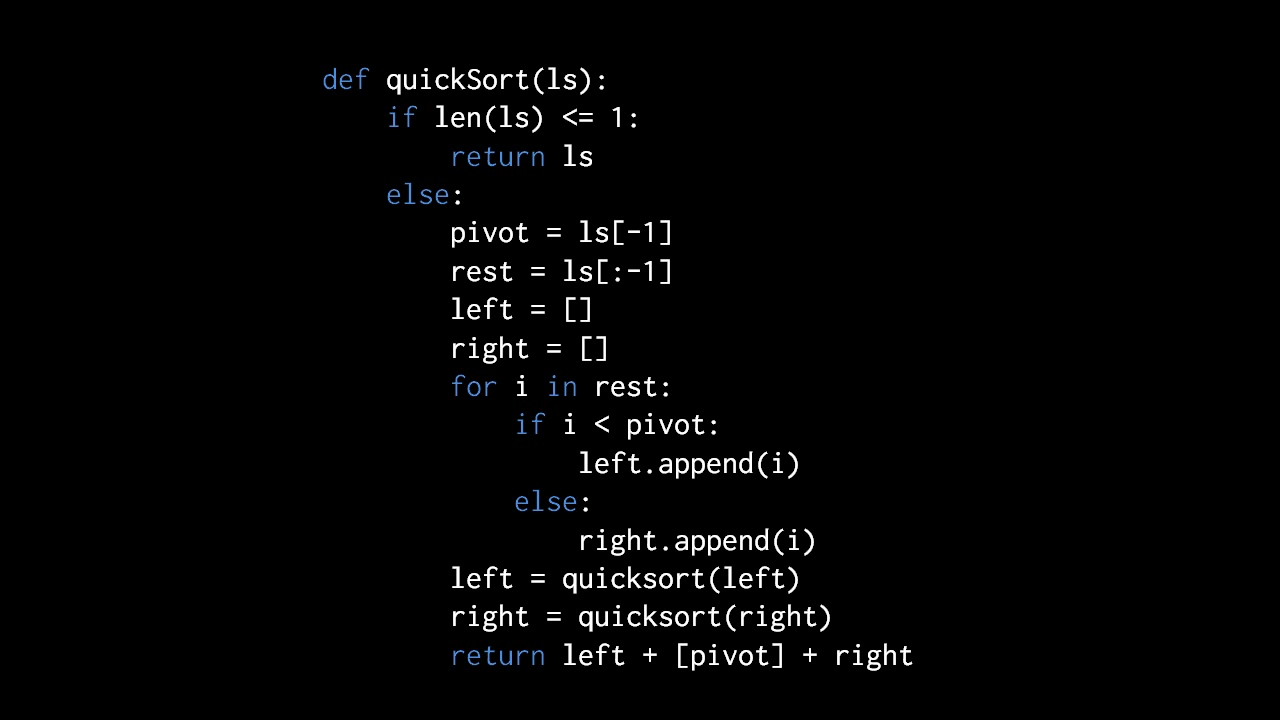 def quickSort(ls):
    if len(ls) <= 1:
        return ls
    else:
        pivot = ls[-1]
        rest = ls[:-1]
        left = []
        right = []
        for i in rest:
            if i < pivot:
                left.append(i)
            else:
                right.append(i)
        left = quicksort(left)
        right = quicksort(right)
        return left + [pivot] + right